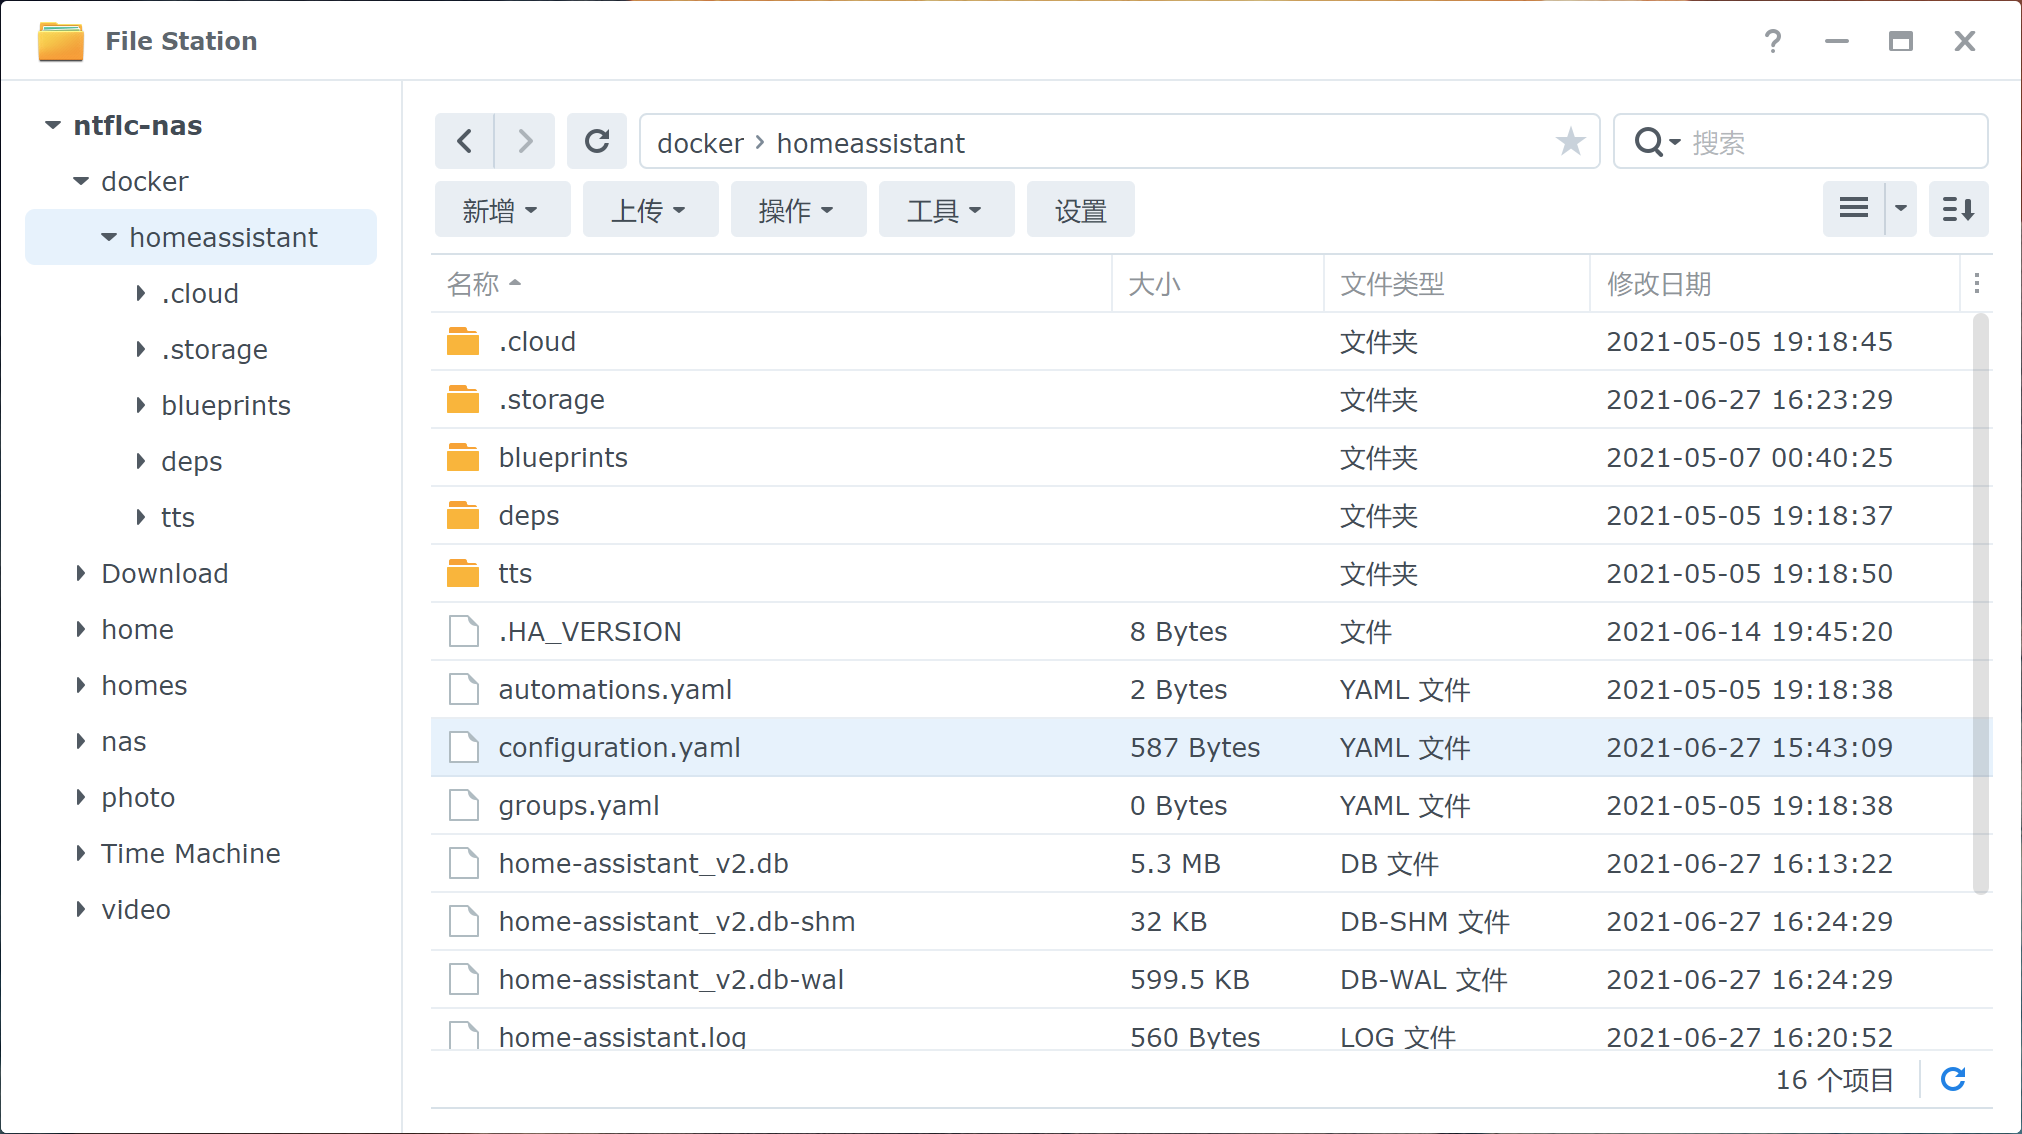 File Station
ntflc-nas
docker
homeassistant
.cloud
.storage
blueprints
deps
tts
Download
home
homes
nas
photo
Time Machine
video
docker › homeassistant
搜索
新增 上传 操作 工具 设置
名称 大小 文件类型 修改日期
.cloud 文件夹 2021-05-05 19:18:45
.storage 文件夹 2021-06-27 16:23:29
blueprints 文件夹 2021-05-07 00:40:25
deps 文件夹 2021-05-05 19:18:37
tts 文件夹 2021-05-05 19:18:50
.HA_VERSION 8 Bytes 文件 2021-06-14 19:45:20
automations.yaml 2 Bytes YAML 文件 2021-05-05 19:18:38
configuration.yaml 587 Bytes YAML 文件 2021-06-27 15:43:09
groups.yaml 0 Bytes YAML 文件 2021-05-05 19:18:38
home-assistant_v2.db 5.3 MB DB 文件 2021-06-27 16:13:22
home-assistant_v2.db-shm 32 KB DB-SHM 文件 2021-06-27 16:24:29
home-assistant_v2.db-wal 599.5 KB DB-WAL 文件 2021-06-27 16:24:29
home-assistant.log 560 Bytes LOG 文件 2021-06-27 16:20:52
16 个项目